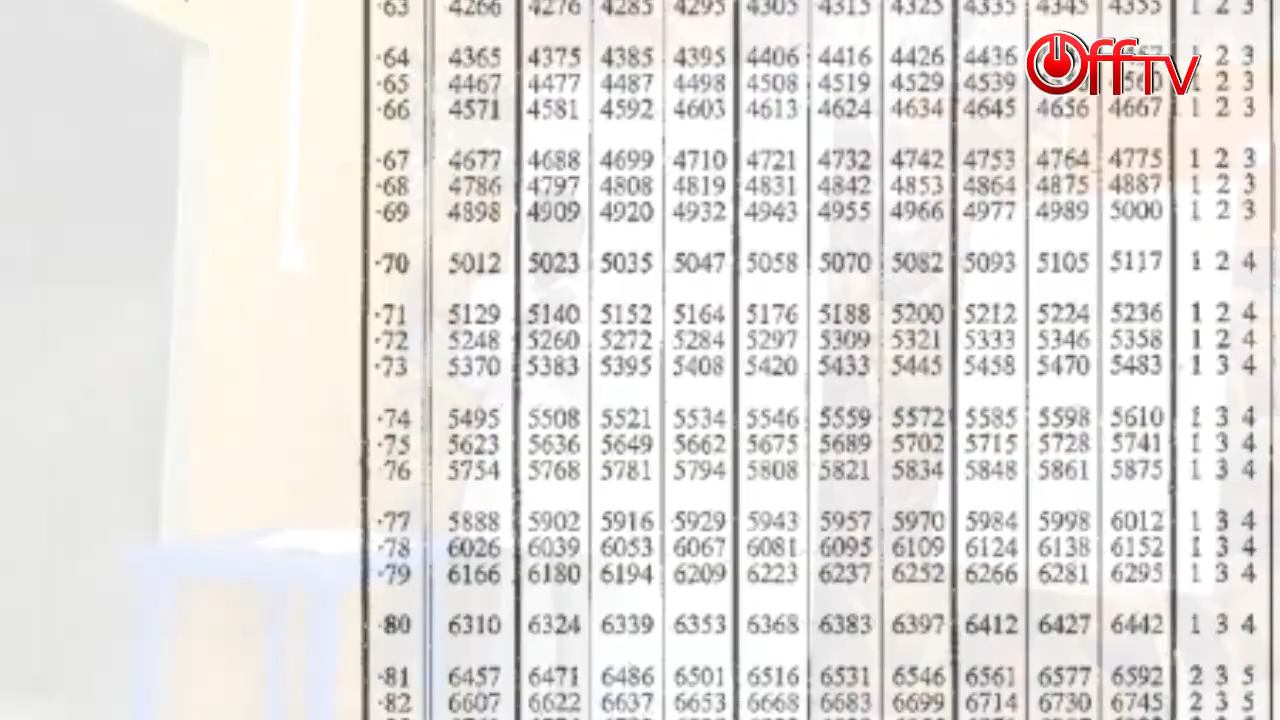 ·63 4266 4276 4285 4295 4305 4315 4325 4335 4345 4355 1 2 3
·64 4365 4375 4385 4395 4406 4416 4426 4436 1 2 3
·65 4467 4477 4487 4498 4508 4519 4529 4539 1 2 3
·66 4571 4581 4592 4603 4613 4624 4634 4645 4656 4667 1 2 3
OffTV
·67 4677 4688 4699 4710 4721 4732 4742 4753 4764 4775 1 2 3
·68 4786 4797 4808 4819 4831 4842 4853 4864 4875 4887 1 2 3
·69 4898 4909 4920 4932 4943 4955 4966 4977 4989 5000 1 2 3
·70 5012 5023 5035 5047 5058 5070 5082 5093 5105 5117 1 2 4
·71 5129 5140 5152 5164 5176 5188 5200 5212 5224 5236 1 2 4
·72 5248 5260 5272 5284 5297 5309 5321 5333 5346 5358 1 2 4
·73 5370 5383 5395 5408 5420 5433 5445 5458 5470 5483 1 3 4
·74 5495 5508 5521 5534 5546 5559 5572 5585 5598 5610 1 3 4
·75 5623 5636 5649 5662 5675 5689 5702 5715 5728 5741 1 3 4
·76 5754 5768 5781 5794 5808 5821 5834 5848 5861 5875 1 3 4
·77 5888 5902 5916 5929 5943 5957 5970 5984 5998 6012 1 3 4
·78 6026 6039 6053 6067 6081 6095 6109 6124 6138 6152 1 3 4
·79 6166 6180 6194 6209 6223 6237 6252 6266 6281 6295 1 3 4
·80 6310 6324 6339 6353 6368 6383 6397 6412 6427 6442 1 3 4
·81 6457 6471 6486 6501 6516 6531 6546 6561 6577 6592 2 3 5
·82 6607 6622 6637 6653 6668 6683 6699 6714 6730 6745 2 3 5